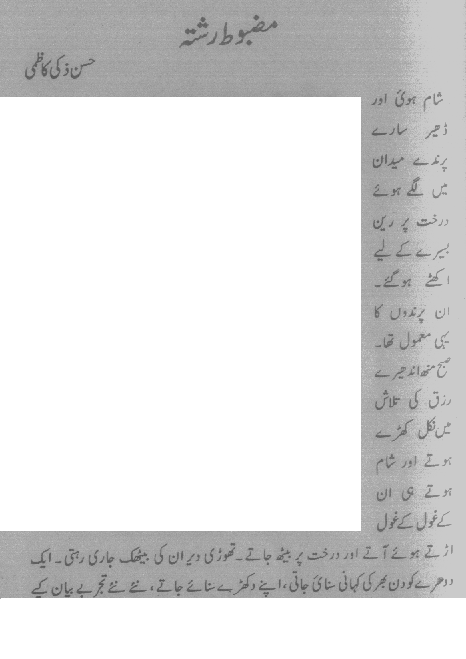 مضبوط رشتہ
حسن ذکی کاظمی
شام ہوئی اور
ڈھیر سارے
پرندے میدان
میں لگے ہوئے
درخت پر رین
بسیرے کے لیے
اکٹھے ہوگئے۔
ان پرندوں کا
یہی معمول تھا۔
صبح منھ اندھیرے
رزق کی تلاش
میں نکل کھڑے
ہوتے اور شام
ہوتے ہی ان
کے غول کے غول
اڑتے ہوئے آتے اور درخت پر بیٹھ جاتے۔ تھوڑی دیر ان کی بیٹھک جاری رہتی۔ ایک
دوسرے کو دن بھر کی کہانی سنائی جاتی، اپنے دکھڑے سنائے جاتے، نئے نئے تجربے بیان کیے